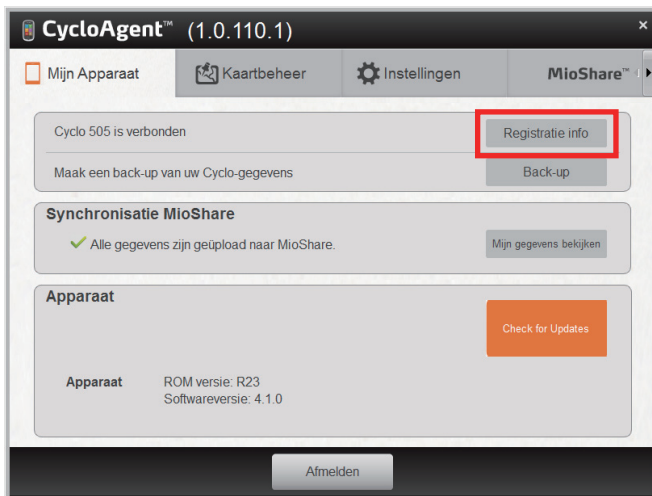 CycloAgent™ (1.0.110.1)
Mijn Apparaat
Kaartbeheer
Instellingen
MioShare™
Cyclo 505 is verbonden
Registratie info
Maak een back-up van uw Cyclo-gegevens
Back-up
Synchronisatie MioShare
Alle gegevens zijn geüpload naar MioShare.
Mijn gegevens bekijken
Apparaat
Check for Updates
Apparaat ROM versie: R23
Softwareversie: 4.1.0
Afmelden